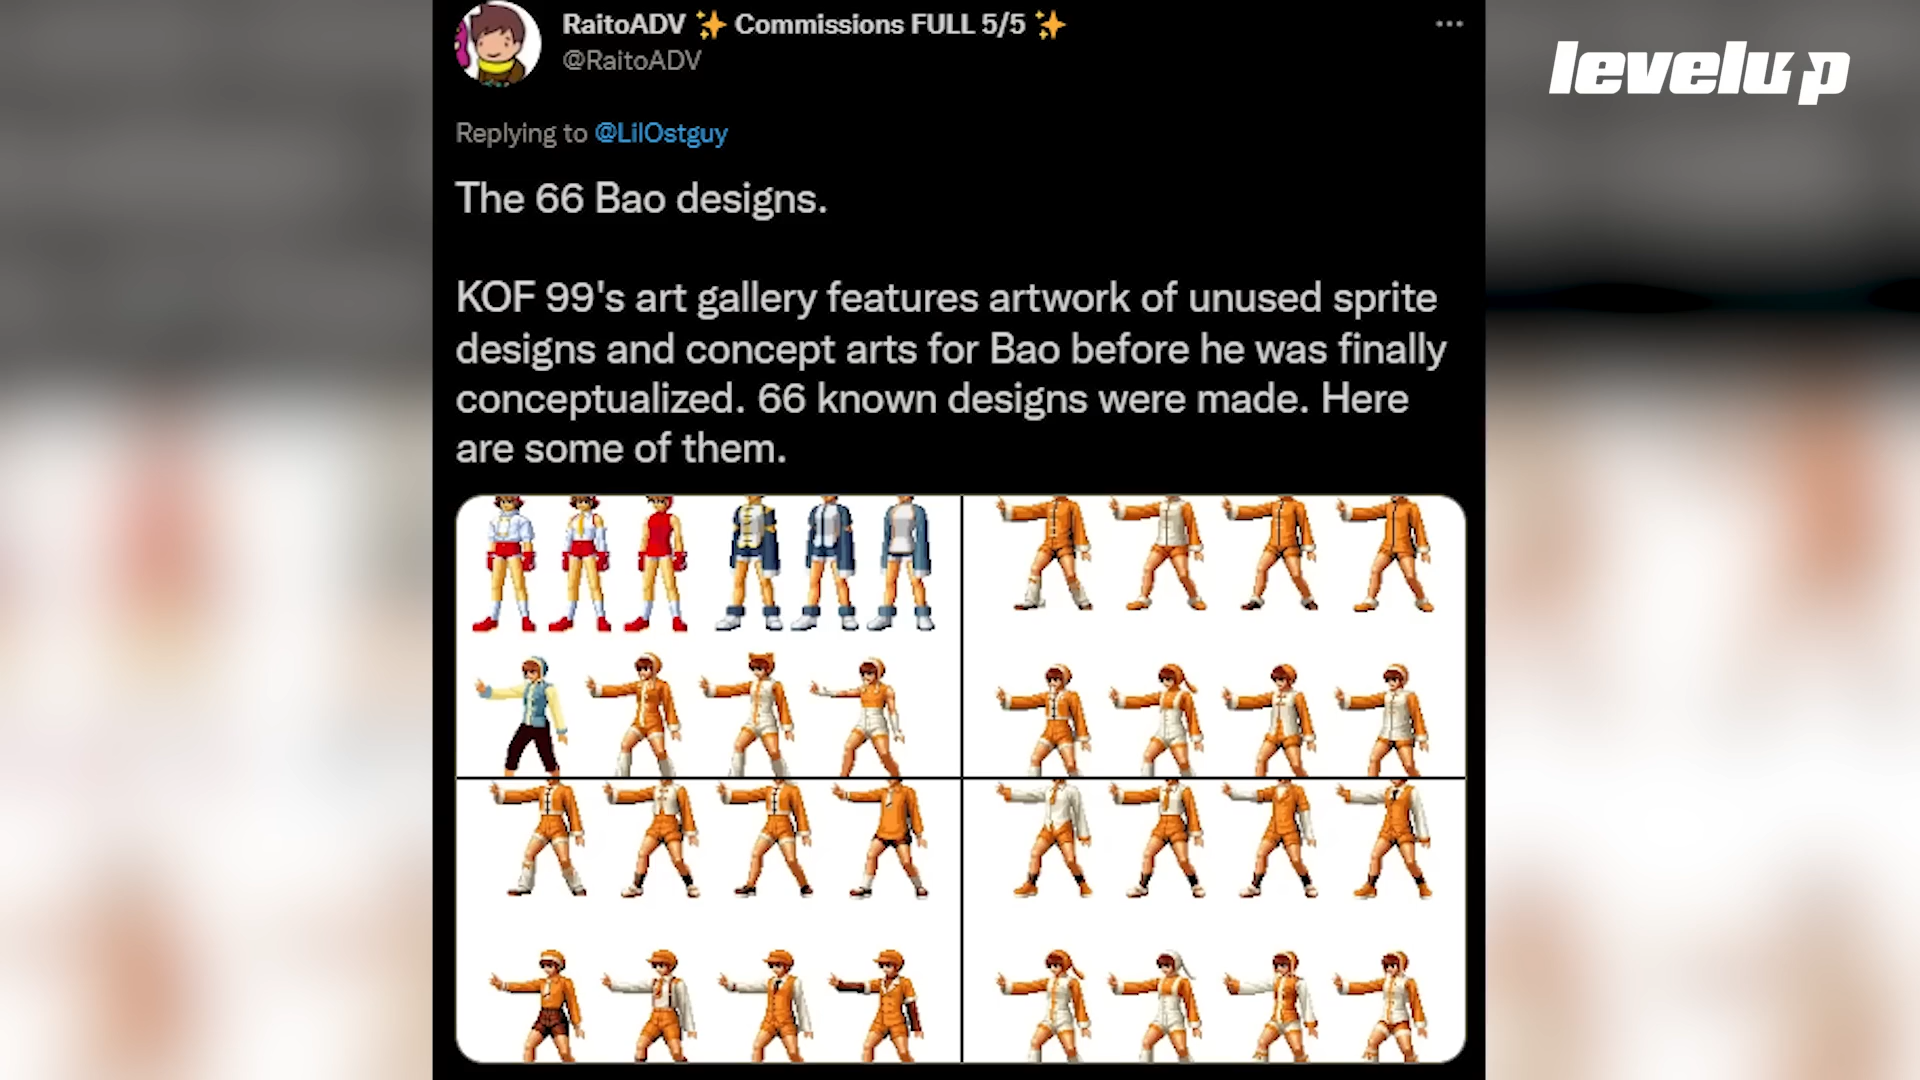 RaitoADV ✨ Commissions FULL 5/5 ✨
@RaitoADV
levelup
Replying to @LilOstguy
The 66 Bao designs.
KOF 99's art gallery features artwork of unused sprite
designs and concept arts for Bao before he was finally
conceptualized. 66 known designs were made. Here
are some of them.